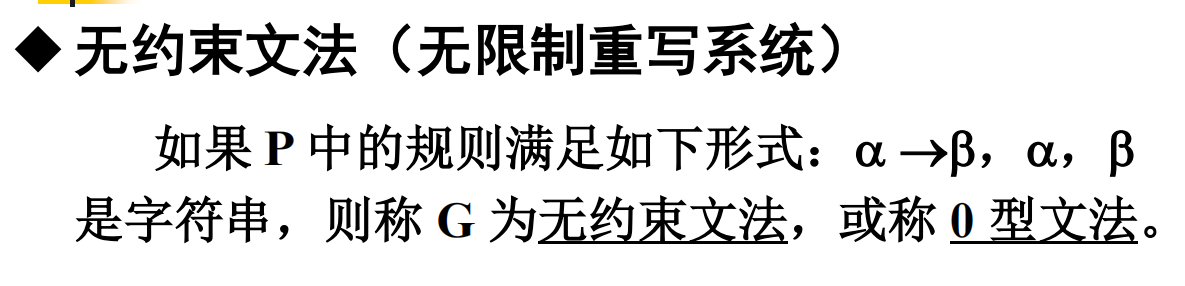 ◆ 无约束文法（无限制重写系统）
如果 P 中的规则满足如下形式：α →β，α，β
是字符串，则称 G 为无约束文法，或称 0 型文法。